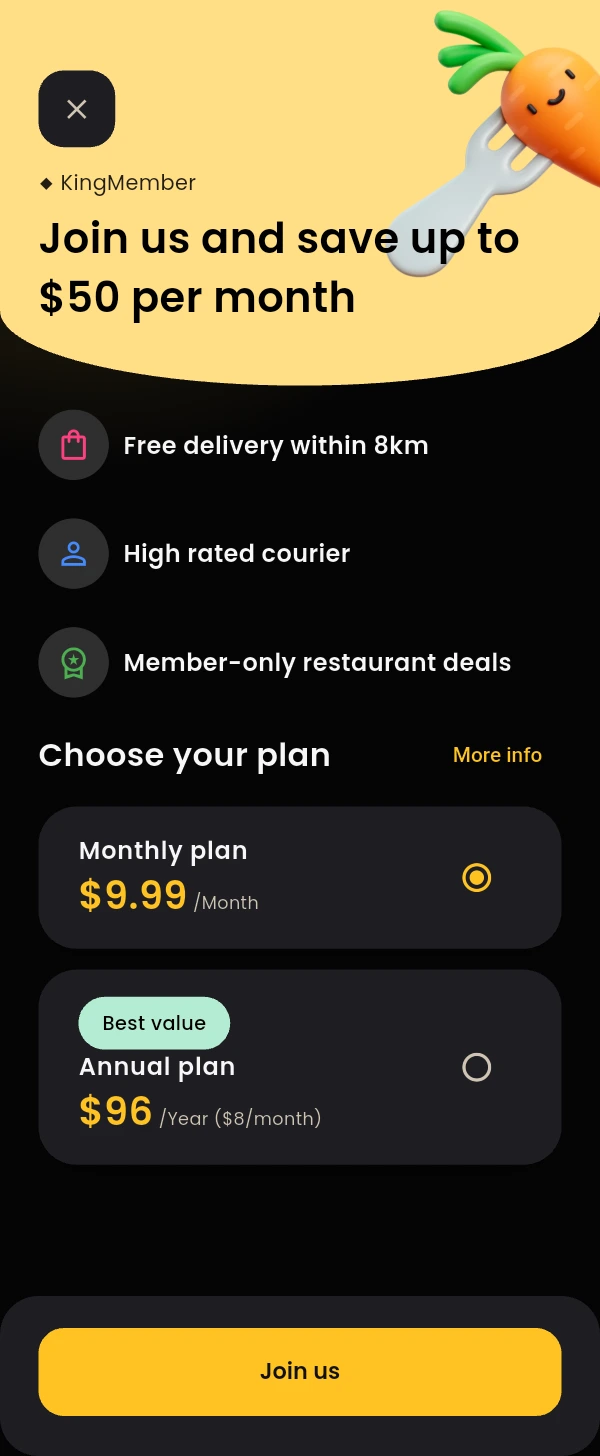 KingMember
Join us and save up to
$50 per month
Free delivery within 8km
High rated courier
Member-only restaurant deals
Choose your plan
More info
Monthly plan
$9.99 /Month
Best value
Annual plan
$96 /Year ($8/month)
Join us